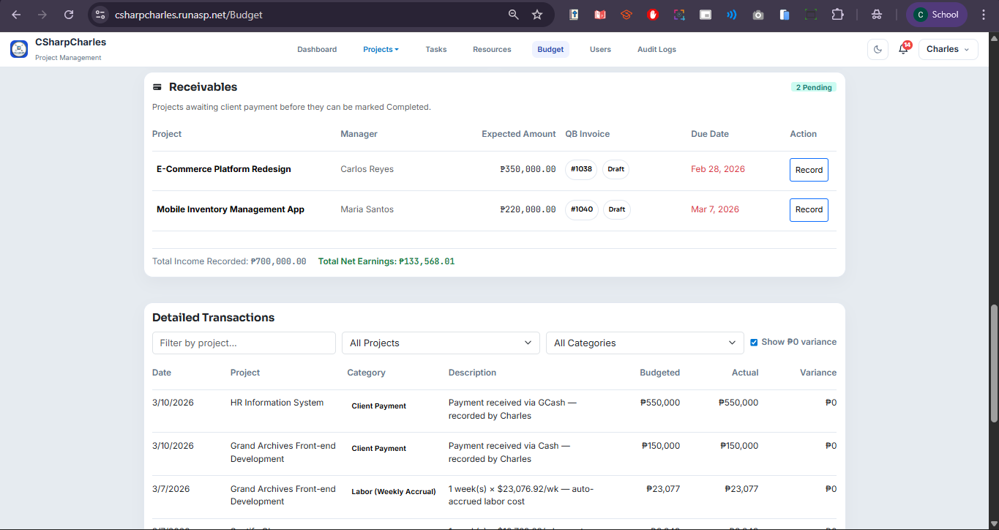 csharpcharles.runasp.net/Budget
C School
CSharpCharles
Project Management
Dashboard Projects Tasks Resources Budget Users Audit Logs
14
Charles
Receivables 2 Pending
Projects awaiting client payment before they can be marked Completed.
Project Manager Expected Amount QB Invoice Due Date Action
E-Commerce Platform Redesign Carlos Reyes ₱350,000.00 #1038 Draft Feb 28, 2026 Record
Mobile Inventory Management App Maria Santos ₱220,000.00 #1040 Draft Mar 7, 2026 Record
Total Income Recorded: ₱700,000.00 Total Net Earnings: ₱133,568.01
Detailed Transactions
Filter by project... All Projects All Categories Show ₱0 variance
Date Project Category Description Budgeted Actual Variance
3/10/2026 HR Information System Client Payment Payment received via GCash — ₱550,000 ₱550,000 ₱0
recorded by Charles
3/10/2026 Grand Archives Front-end Client Payment Payment received via Cash — ₱150,000 ₱150,000 ₱0
Development recorded by Charles
3/7/2026 Grand Archives Front-end Labor (Weekly Accrual) 1 week(s) × $23,076.92/wk — auto- ₱23,077 ₱23,077 ₱0
Development accrued labor cost